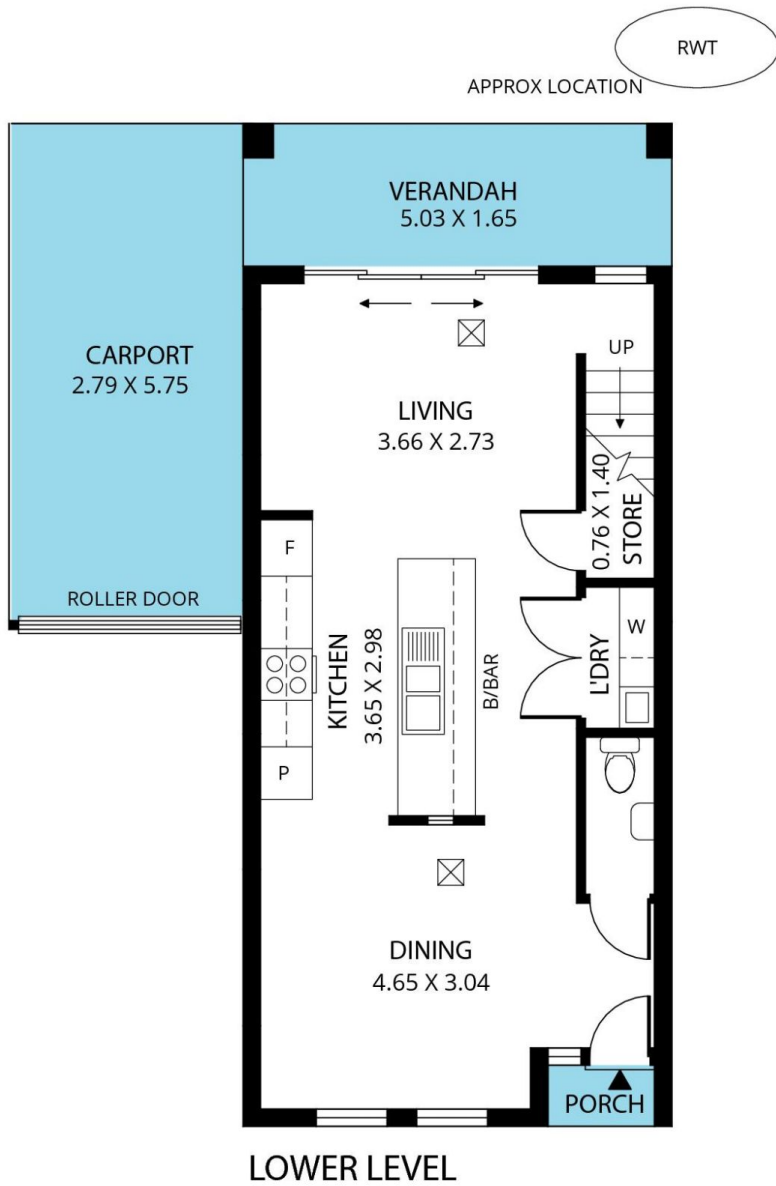 RWT
APPROX LOCATION
VERANDAH
5.03 X 1.65
CARPORT
2.79 X 5.75
UP
LIVING
3.66 X 2.73
0.76 X 1.40
STORE
F
ROLLER DOOR
KITCHEN
3.65 X 2.98
B/BAR
L'DRY
W
P
DINING
4.65 X 3.04
PORCH
LOWER LEVEL